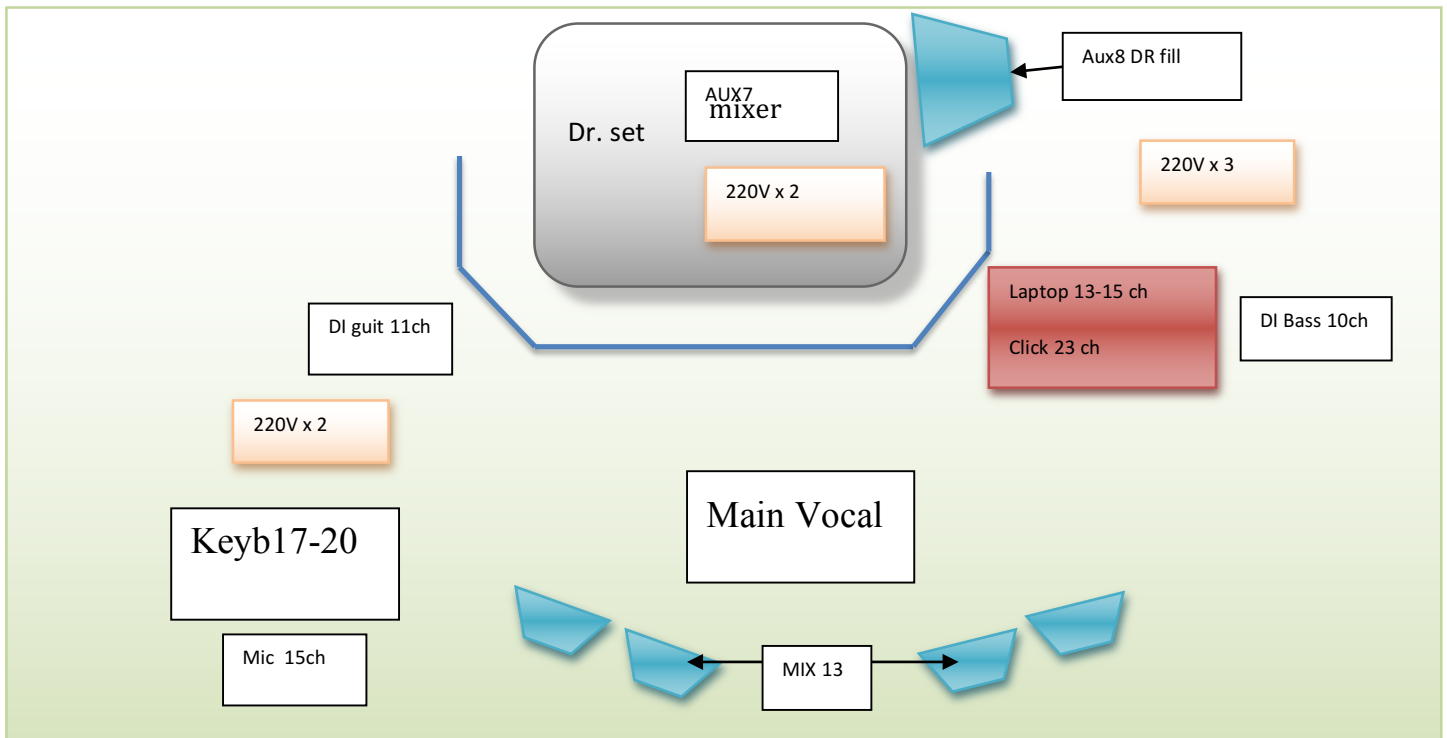 Aux8 DR fill
AUX7
mixer
Dr. set
220V x 2
220V x 3
Laptop 13-15 ch
Click 23 ch
DI Bass 10ch
DI guit 11ch
220V x 2
Main Vocal
Keyb17-20
Mic  15ch
MIX 13